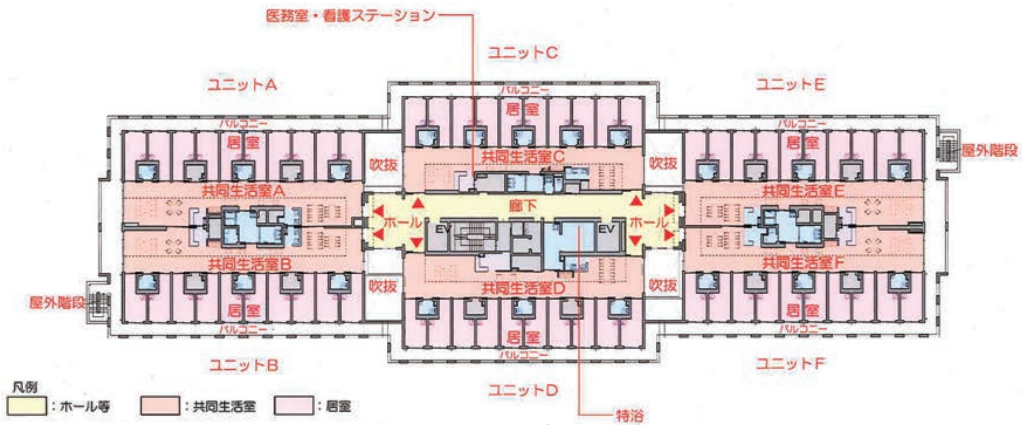 医務室・看護ステーション
ユニットC
ユニットA
ユニットE
バルコニー
居室
バルコニー
居室
バルコニー
居室
吹抜
吹抜
屋外階段
共同生活室C
共同生活室A
共同生活室E
ホール
廊下
ホール
EV
EV
共同生活室B
共同生活室F
吹抜
共同生活室D
吹抜
屋外階段
居室
居室
居室
バルコニー
バルコニー
バルコニー
ユニットB
ユニットF
ユニットD
特浴
凡例
：ホール等
：共同生活室
：居室